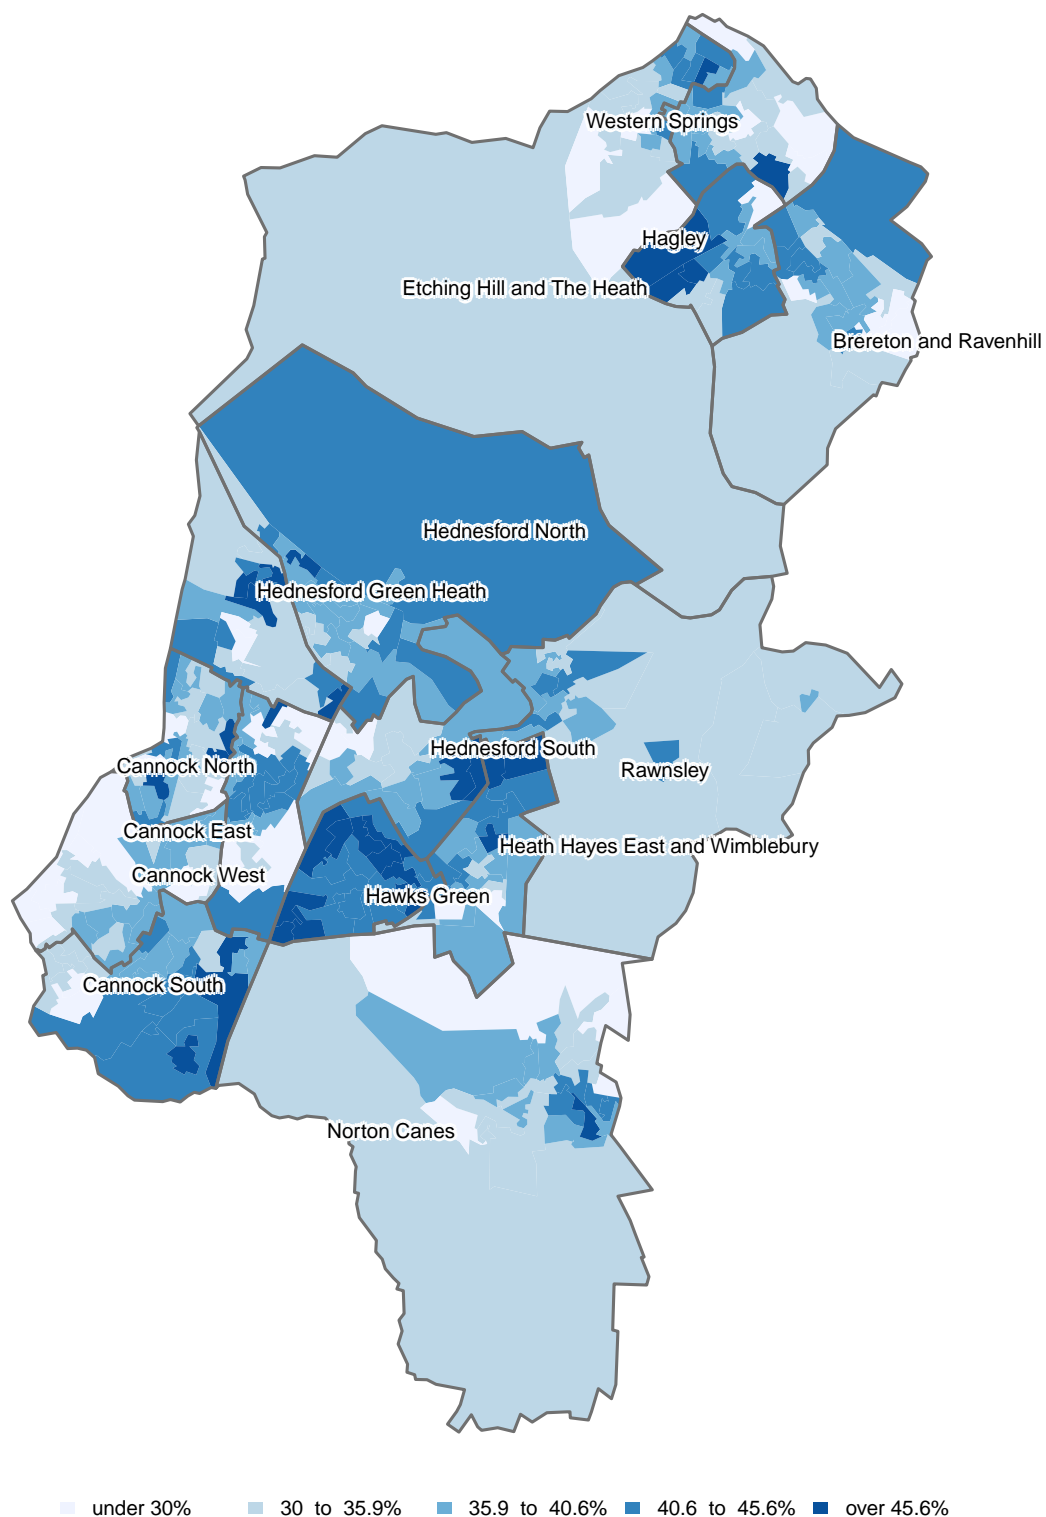 Western Springs
Hagley
Etching Hill and The Heath
Brereton and Ravenhill
Hednesford North
Hednesford Green Heath
Hednesford South
Cannock North
Rawnsley
Cannock East
Heath Hayes East and Wimblebury
Cannock West
Hawks Green
Cannock South
Norton Canes
under 30% 30 to 35.9% 35.9 to 40.6% 40.6 to 45.6% over 45.6%